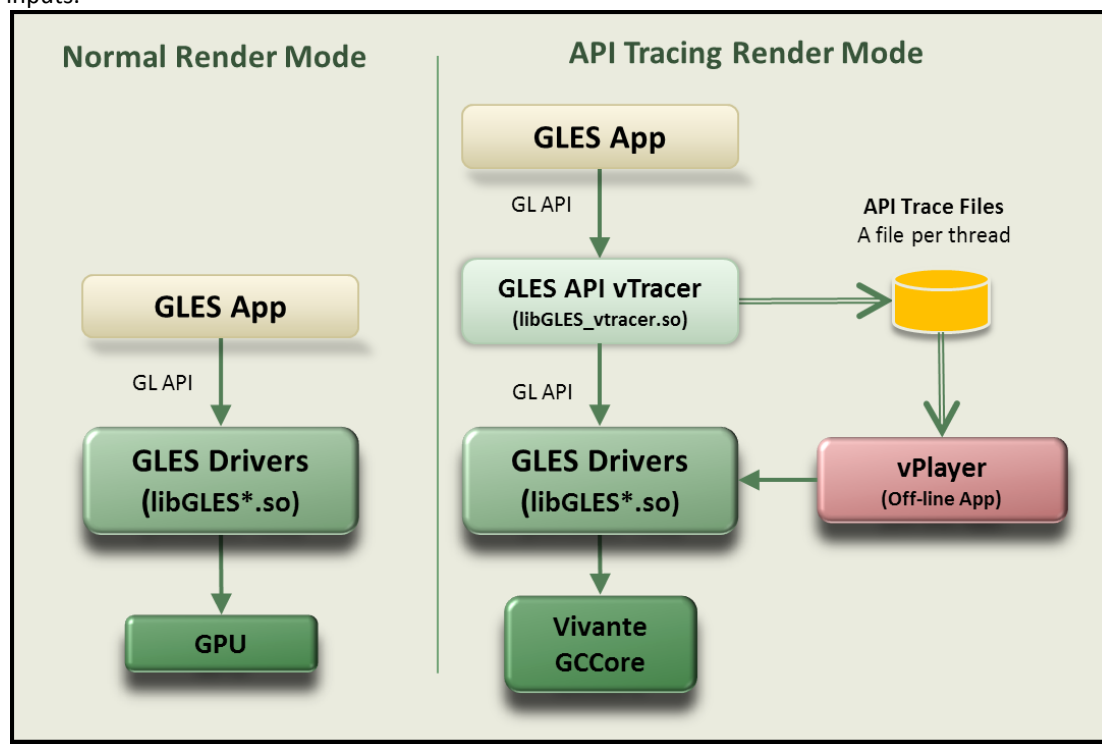 inputs.
Normal Render Mode
GLES App
GL API
GLES Drivers
(libGLES*.so)
GPU
API Tracing Render Mode
GLES App
GL API
GLES API vTracer
(libGLES_vtracer.so)
API Trace Files
A file per thread
GL API
GLES Drivers
(libGLES*.so)
vPlayer
(Off-line App)
Vivante
GCCore